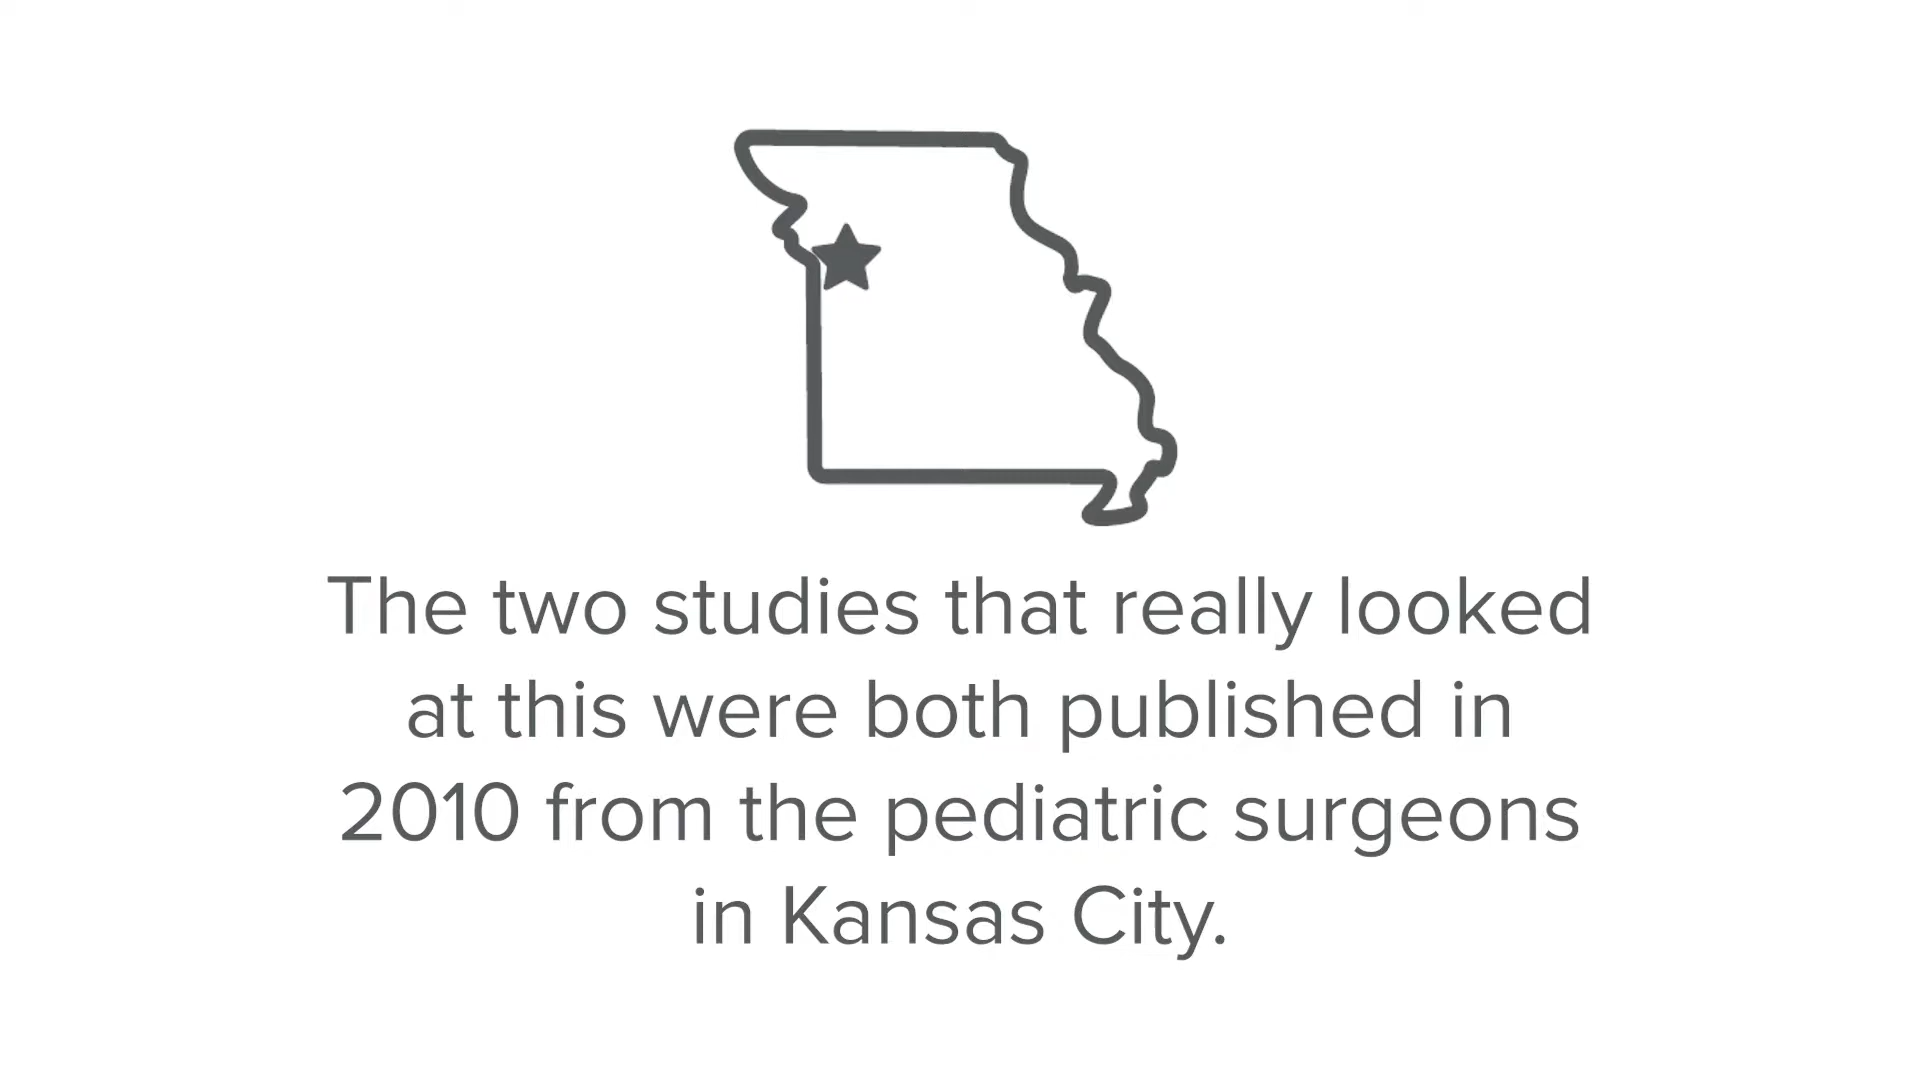 The two studies that really looked
at this were both published in
2010 from the pediatric surgeons
in Kansas City.